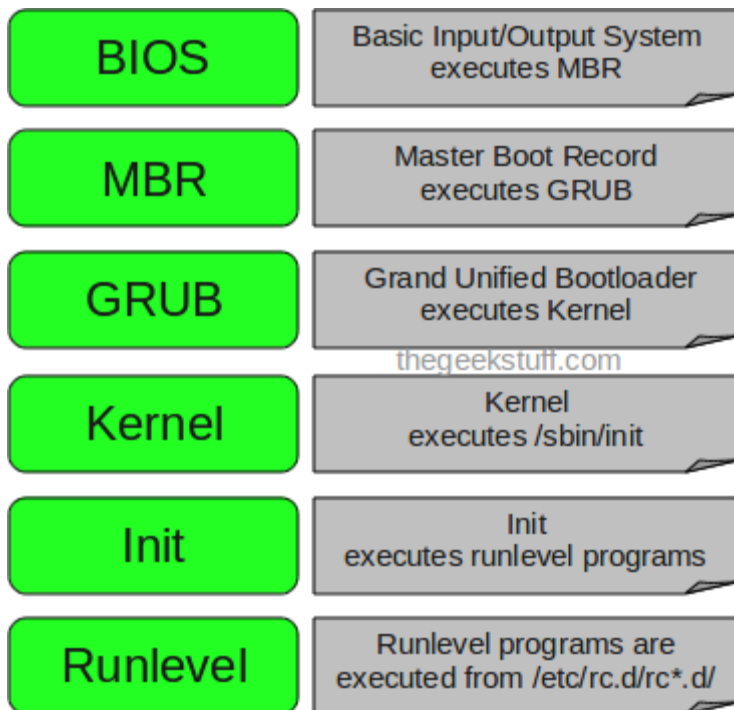 BIOS
Basic Input/Output System
executes MBR
MBR
Master Boot Record
executes GRUB
GRUB
Grand Unified Bootloader
executes Kernel
thegeekstuff.com
Kernel
Kernel
executes /sbin/init
Init
Init
executes runlevel programs
Runlevel
Runlevel programs are
executed from /etc/rc.d/rc*.d/